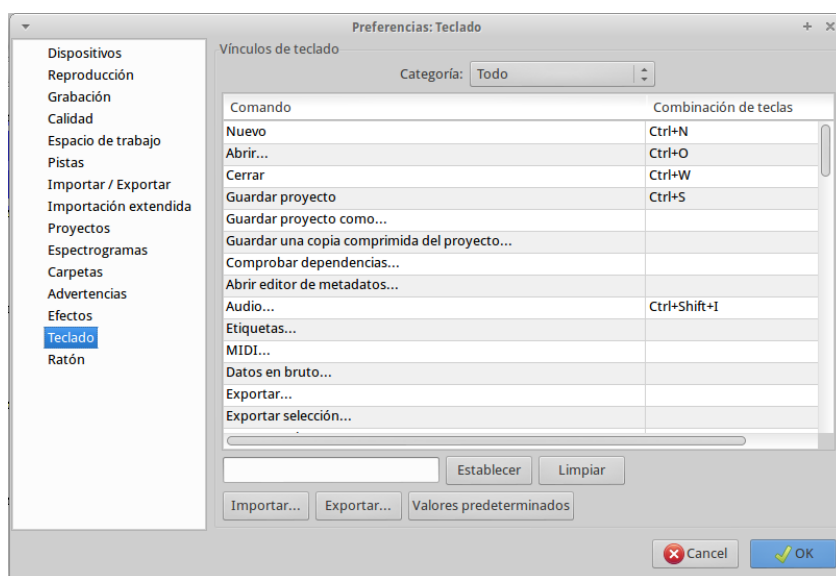 Preferencias: Teclado
Dispositivos
Reproducción
Grabación
Calidad
Espacio de trabajo
Pistas
Importar / Exportar
Importación extendida
Proyectos
Espectrogramas
Carpetas
Advertencias
Efectos
Teclado
Ratón
Vínculos de teclado
Categoría: Todo
Comando Combinación de teclas
Nuevo Ctrl+N
Abrir... Ctrl+O
Cerrar Ctrl+W
Guardar proyecto Ctrl+S
Guardar proyecto como...
Guardar una copia comprimida del proyecto...
Comprobar dependencias...
Abrir editor de metadatos...
Audio... Ctrl+Shift+I
Etiquetas...
MIDI...
Datos en bruto...
Exportar...
Exportar selección...
Establecer Limpiar
Importar... Exportar... Valores predeterminados
Cancel OK